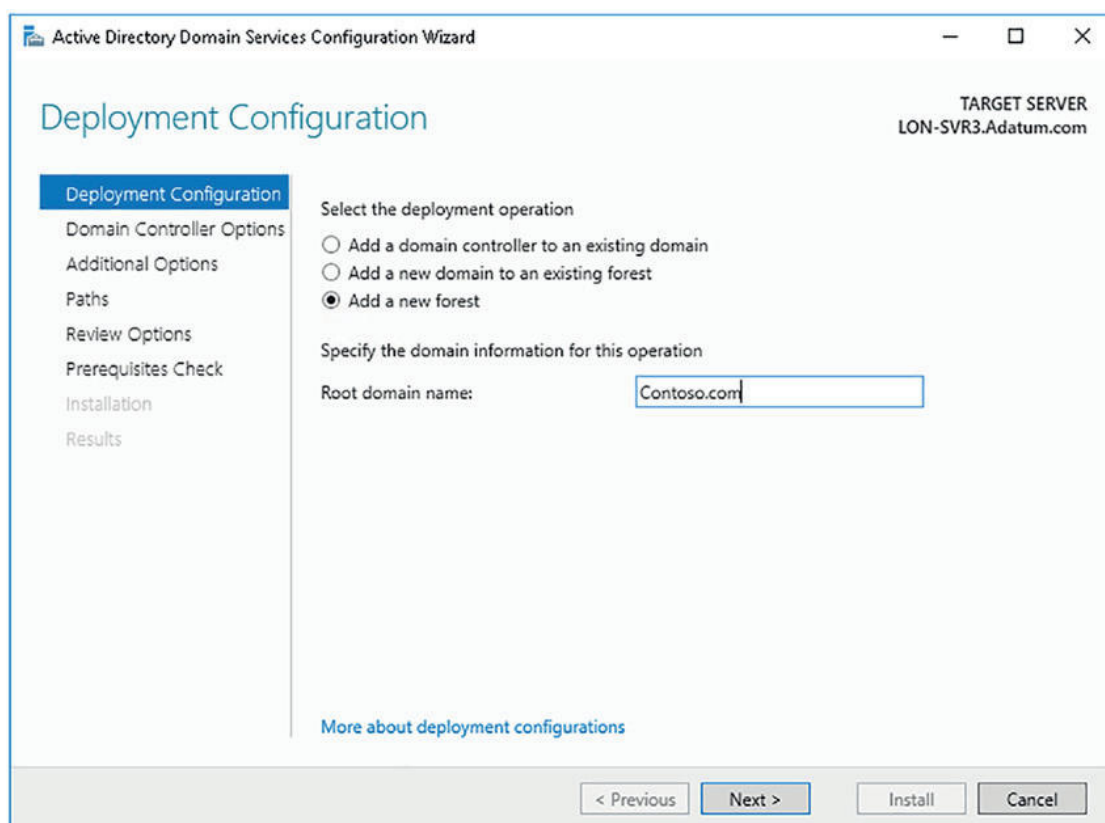 Active Directory Domain Services Configuration Wizard
Deployment Configuration
TARGET SERVER
LON-SVR3.Adatum.com
Deployment Configuration
Domain Controller Options
Additional Options
Paths
Review Options
Prerequisites Check
Installation
Results
Select the deployment operation
Add a domain controller to an existing domain
Add a new domain to an existing forest
Add a new forest
Specify the domain information for this operation
Root domain name: Contoso.com
More about deployment configurations
< Previous Next > Install Cancel